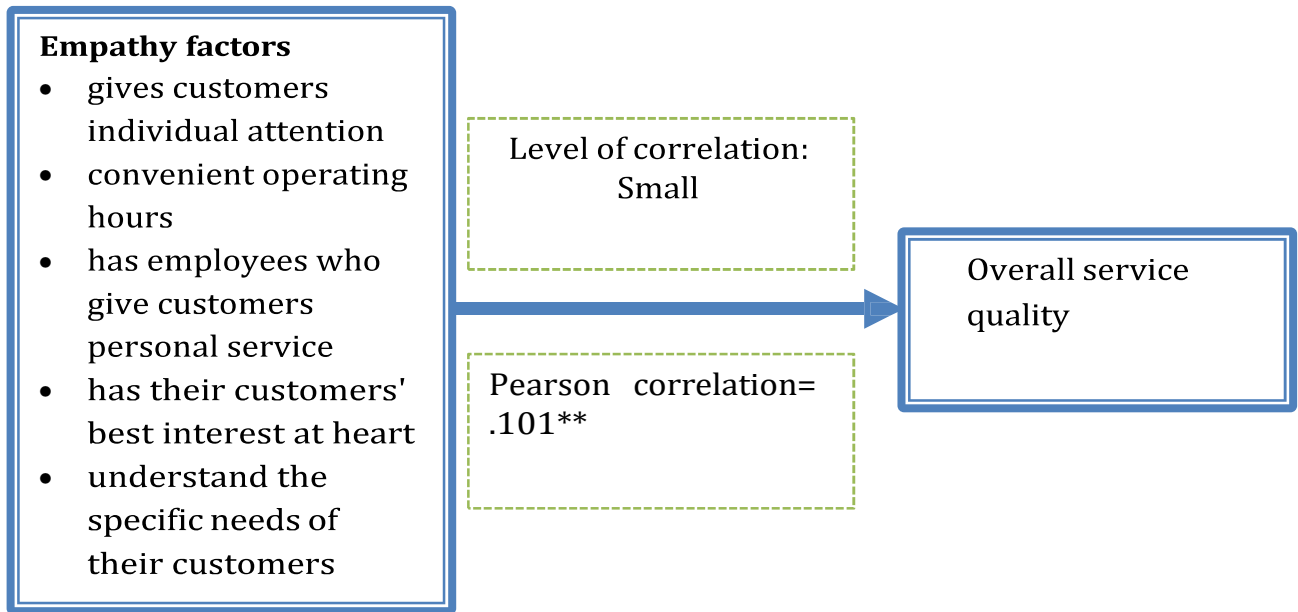 Empathy factors
• gives customers
individual attention
• convenient operating
hours
• has employees who
give customers
personal service
• has their customers'
best interest at heart
• understand the
specific needs of
their customers
Level of correlation:
Small
Pearson correlation=
.101**
Overall service
quality